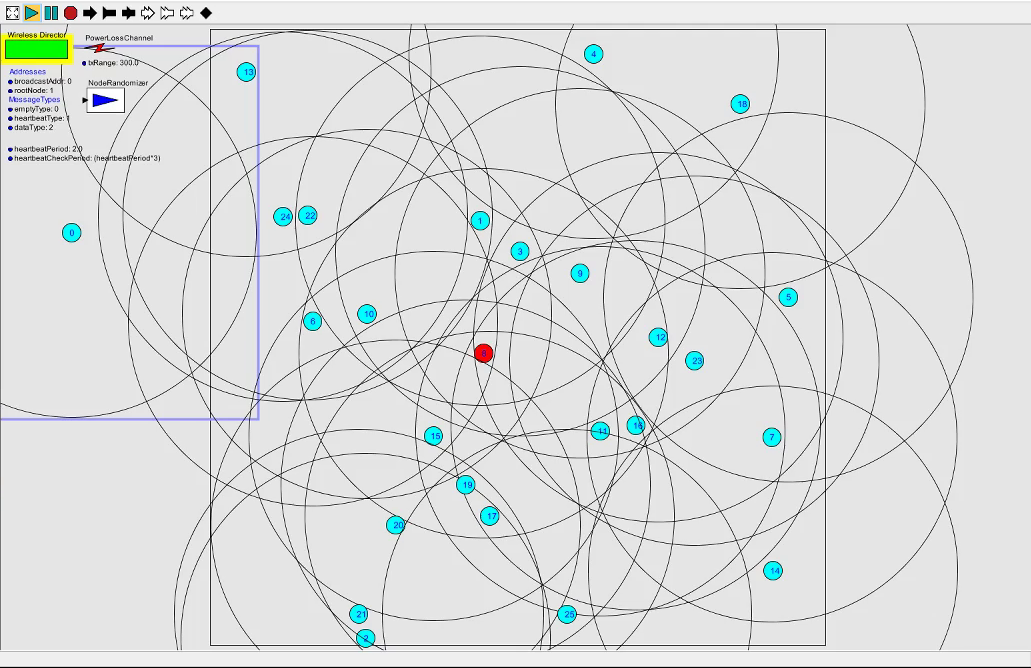 Wireless Director
PowerLossChannel
txRange: 300.0
NodeRandomizer
Addresses
broadcastAddr: 0
rootNode: 1
MessageTypes
emptyType: 0
heartbeatType: 1
dataType: 2
heartbeatPeriod: 2.0
heartbeatCheckPeriod: (heartbeatPeriod*3)
4
13
18
24
22
1
0
3
9
5
10
6
12
23
16
11
15
7
19
17
20
14
21
25
2